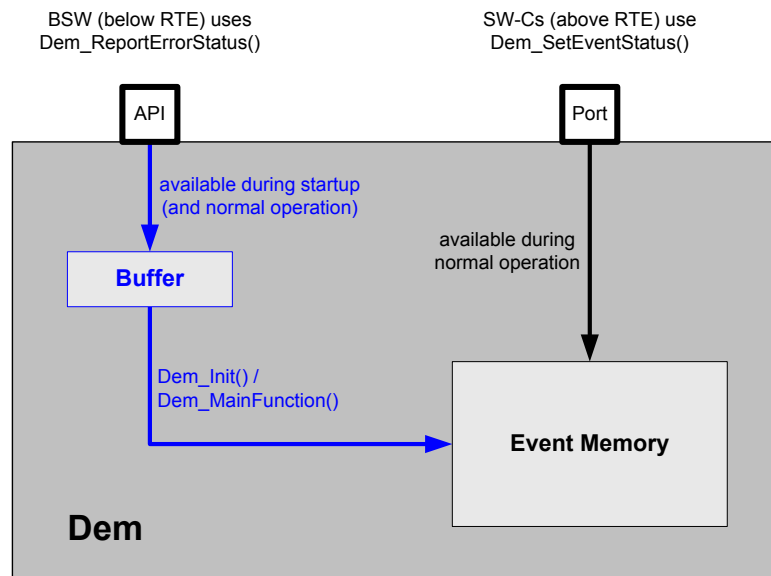 BSW (below RTE) uses
Dem_ReportErrorStatus()
SW-Cs (above RTE) use
Dem_SetEventStatus()
API
Port
available during startup
(and normal operation)
available during
normal operation
Buffer
Dem_Init() /
Dem_MainFunction()
Event Memory
Dem